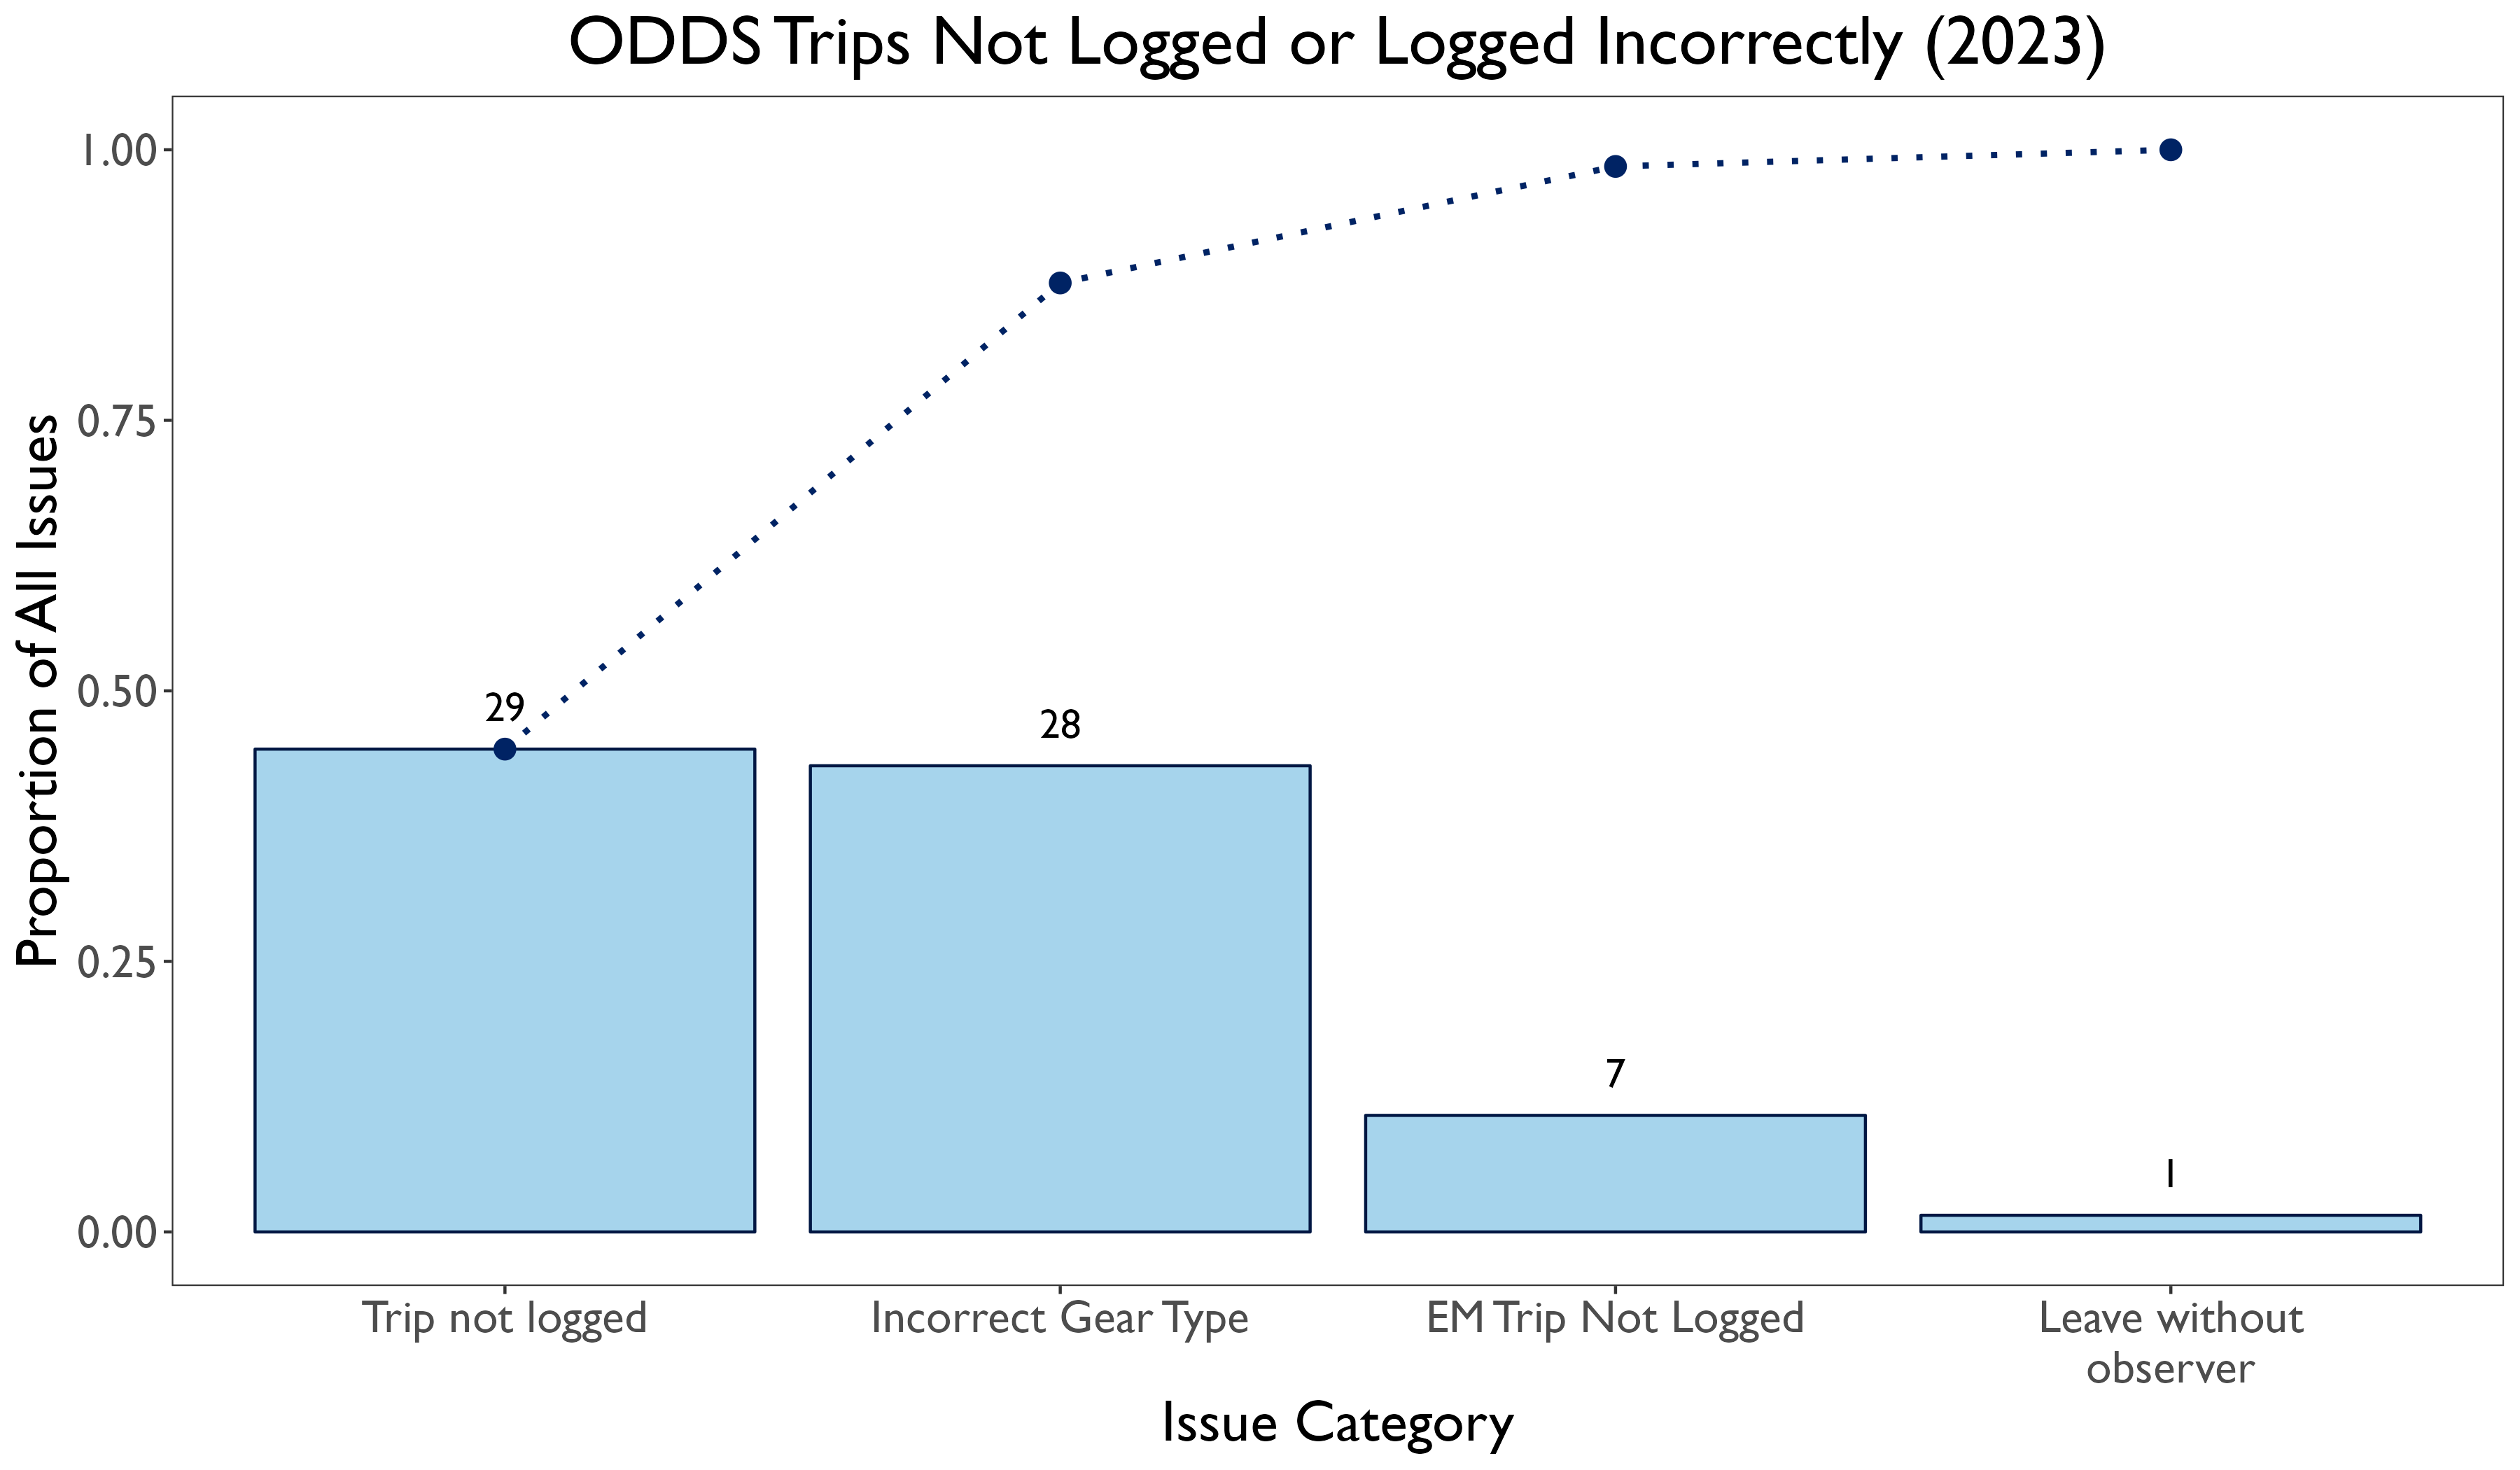 ODDS Trips Not Logged or Logged Incorrectly (2023)
Proportion of All Issues
1.00
0.75
0.50
0.25
0.00
29
28
7
1
Trip not logged
Incorrect Gear Type
EM Trip Not Logged
Leave without
observer
Issue Category